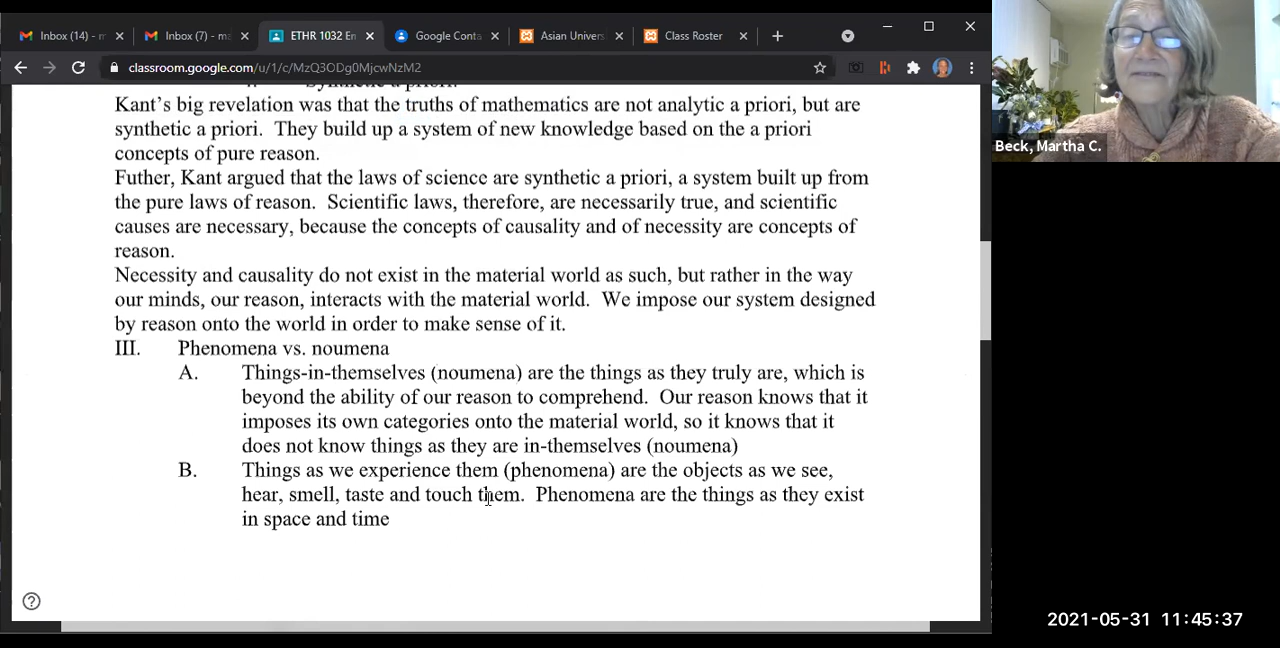 Inbox (14) - m
Inbox (7) - ma
ETHR 1032 En
Google Conta
Asian Univers
Class Roster
classroom.google.com/u/1/c/MzQ3ODg0MjcwNzM2
Synthetic a priori.
Kant's big revelation was that the truths of mathematics are not analytic a priori, but are
synthetic a priori. They build up a system of new knowledge based on the a priori
concepts of pure reason.
Futher, Kant argued that the laws of science are synthetic a priori, a system built up from
the pure laws of reason. Scientific laws, therefore, are necessarily true, and scientific
causes are necessary, because the concepts of causality and of necessity are concepts of
reason.
Necessity and causality do not exist in the material world as such, but rather in the way
our minds, our reason, interacts with the material world. We impose our system designed
by reason onto the world in order to make sense of it.
III. Phenomena vs. noumena
A. Things-in-themselves (noumena) are the things as they truly are, which is
beyond the ability of our reason to comprehend. Our reason knows that it
imposes its own categories onto the material world, so it knows that it
does not know things as they are in-themselves (noumena)
B. Things as we experience them (phenomena) are the objects as we see,
hear, smell, taste and touch them. Phenomena are the things as they exist
in space and time
Beck, Martha C.
2021-05-31 11:45:37